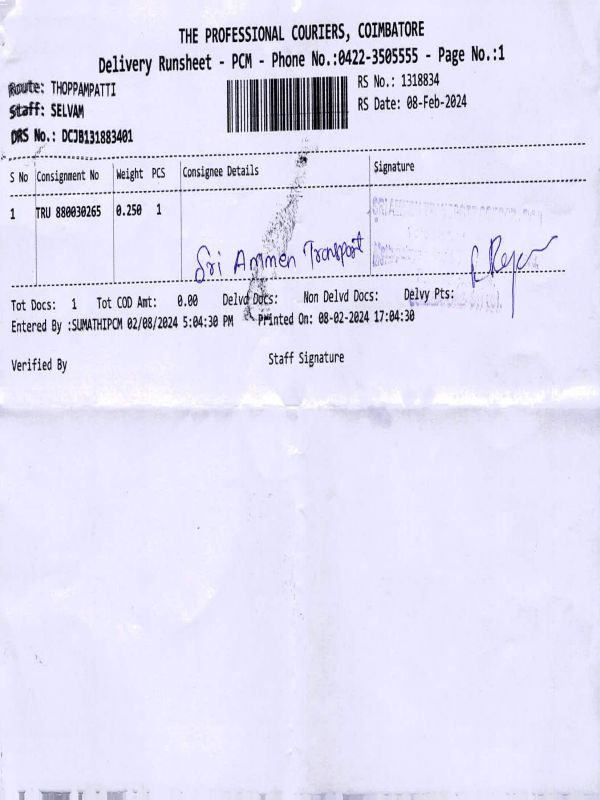 THE PROFESSIONAL COURIERS, COIMBATORE
Delivery Runsheet - PCM - Phone No.:0422-3505555 - Page No.:1
Route: THOPPAMPATTI
RS No.: 1318834
Staff: SELVAM
RS Date: 08-Feb-2024
DRS No.: DCJB131883401
S No Consignment No Weight PCS Consignee Details Signature
1 TRU 880030265 0.250 1
Sri Ammen Transport
Tot Docs: 1 Tot COD Amt: 0.00 Delvd Docs: Non Delvd Docs: Delvy Pts:
Entered By :SUMATHIPCM 02/08/2024 5:04:30 PM Printed On: 08-02-2024 17:04:30
Verified By Staff Signature